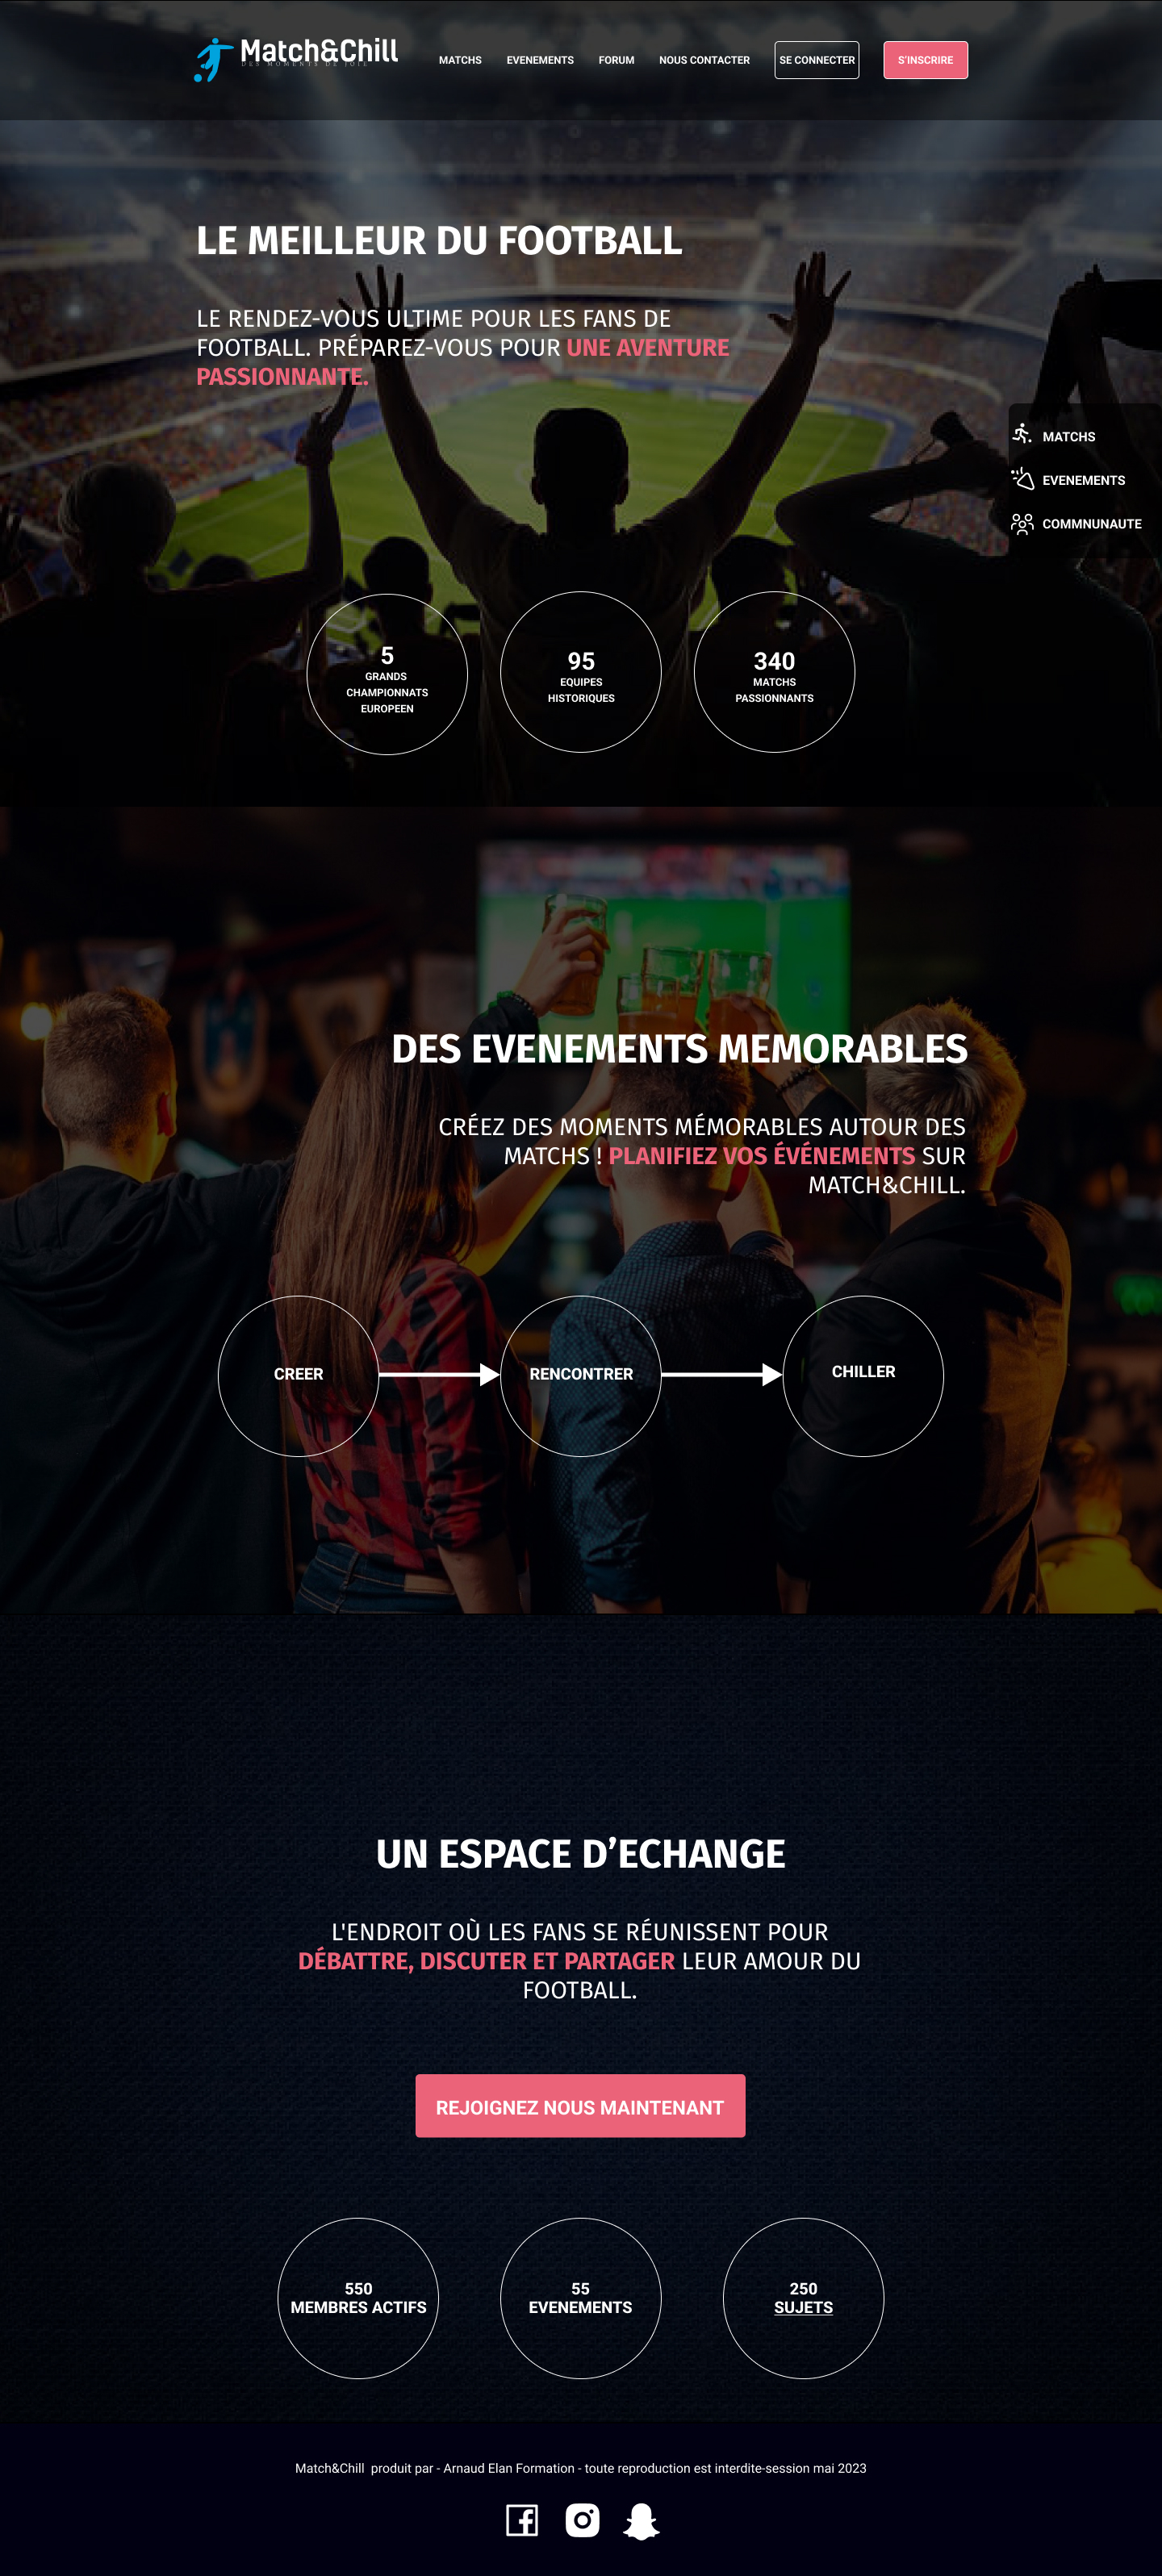 Match&Chill
DES MOMENTS DE JOIE
MATCHS
EVENEMENTS
FORUM
NOUS CONTACTER
SE CONNECTER
S'INSCRIRE
LE MEILLEUR DU FOOTBALL
LE RENDEZ-VOUS ULTIME POUR LES FANS DE
FOOTBALL. PRÉPAREZ-VOUS POUR UNE AVENTURE
PASSIONNANTE.
MATCHS
EVENEMENTS
COMMNUNAUTE
5
GRANDS
CHAMPIONNATS
EUROPEEN
95
EQUIPES
HISTORIQUES
340
MATCHS
PASSIONNANTS
DES EVENEMENTS MEMORABLES
CRÉEZ DES MOMENTS MÉMORABLES AUTOUR DES
MATCHS ! PLANIFIEZ VOS ÉVÉNEMENTS SUR
MATCH&CHILL.
CREER
RENCONTRER
CHILLER
UN ESPACE D’ECHANGE
L'ENDROIT OÙ LES FANS SE RÉUNISSENT POUR
DÉBATTRE, DISCUTER ET PARTAGER LEUR AMOUR DU
FOOTBALL.
REJOIGNEZ NOUS MAINTENANT
550
MEMBRES ACTIFS
55
EVENEMENTS
250
SUJETS
Match&Chill  produit par - Arnaud Elan Formation - toute reproduction est interdite-session mai 2023